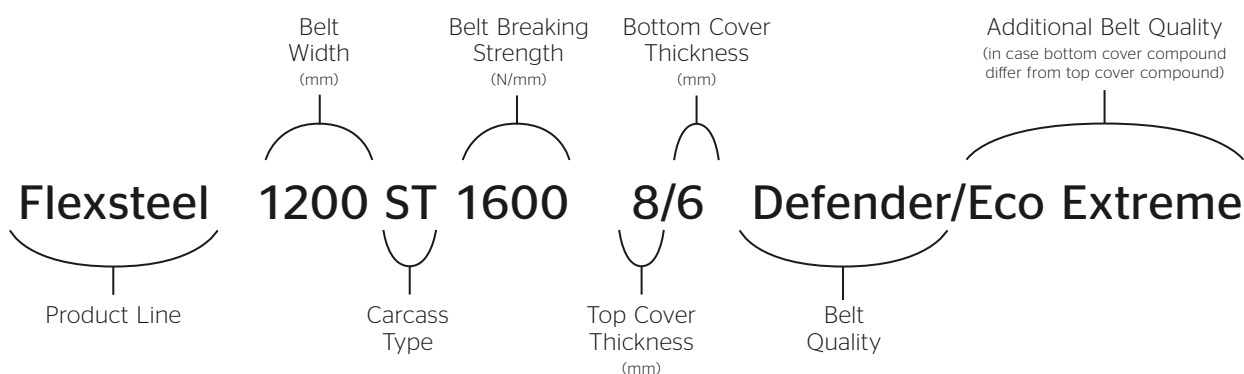 Belt
Width
(mm)
Belt Breaking
Strength
(N/mm)
Bottom Cover
Thickness
(mm)
Additional Belt Quality
(in case bottom cover compound
differ from top cover compound)
Flexsteel 1200 ST 1600 8/6 Defender/Eco Extreme
Product Line
Carcass
Type
Top Cover
Thickness
(mm)
Belt
Quality